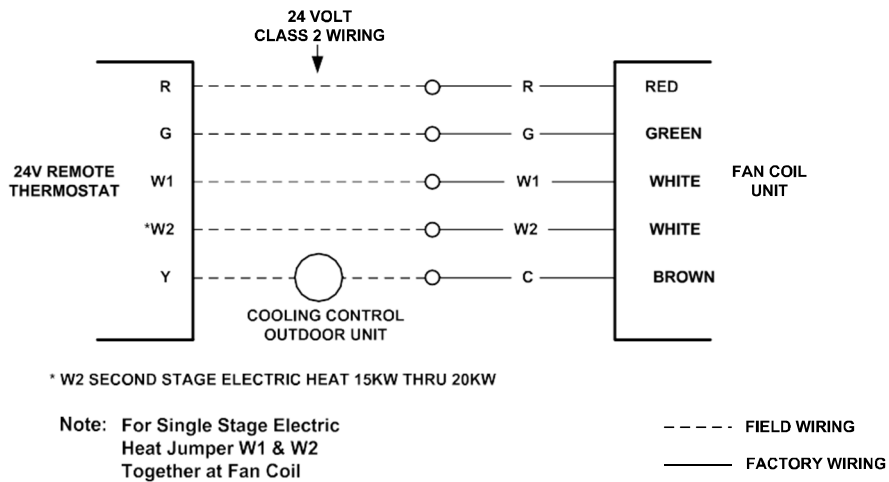 24 VOLT
CLASS 2 WIRING
R R RED
G G GREEN
24V REMOTE
THERMOSTAT
W1 W1 WHITE
FAN COIL
UNIT
*W2 W2 WHITE
Y C BROWN
COOLING CONTROL
OUTDOOR UNIT
* W2 SECOND STAGE ELECTRIC HEAT 15KW THRU 20KW
Note: For Single Stage Electric
Heat Jumper W1 & W2
Together at Fan Coil
FIELD WIRING
FACTORY WIRING